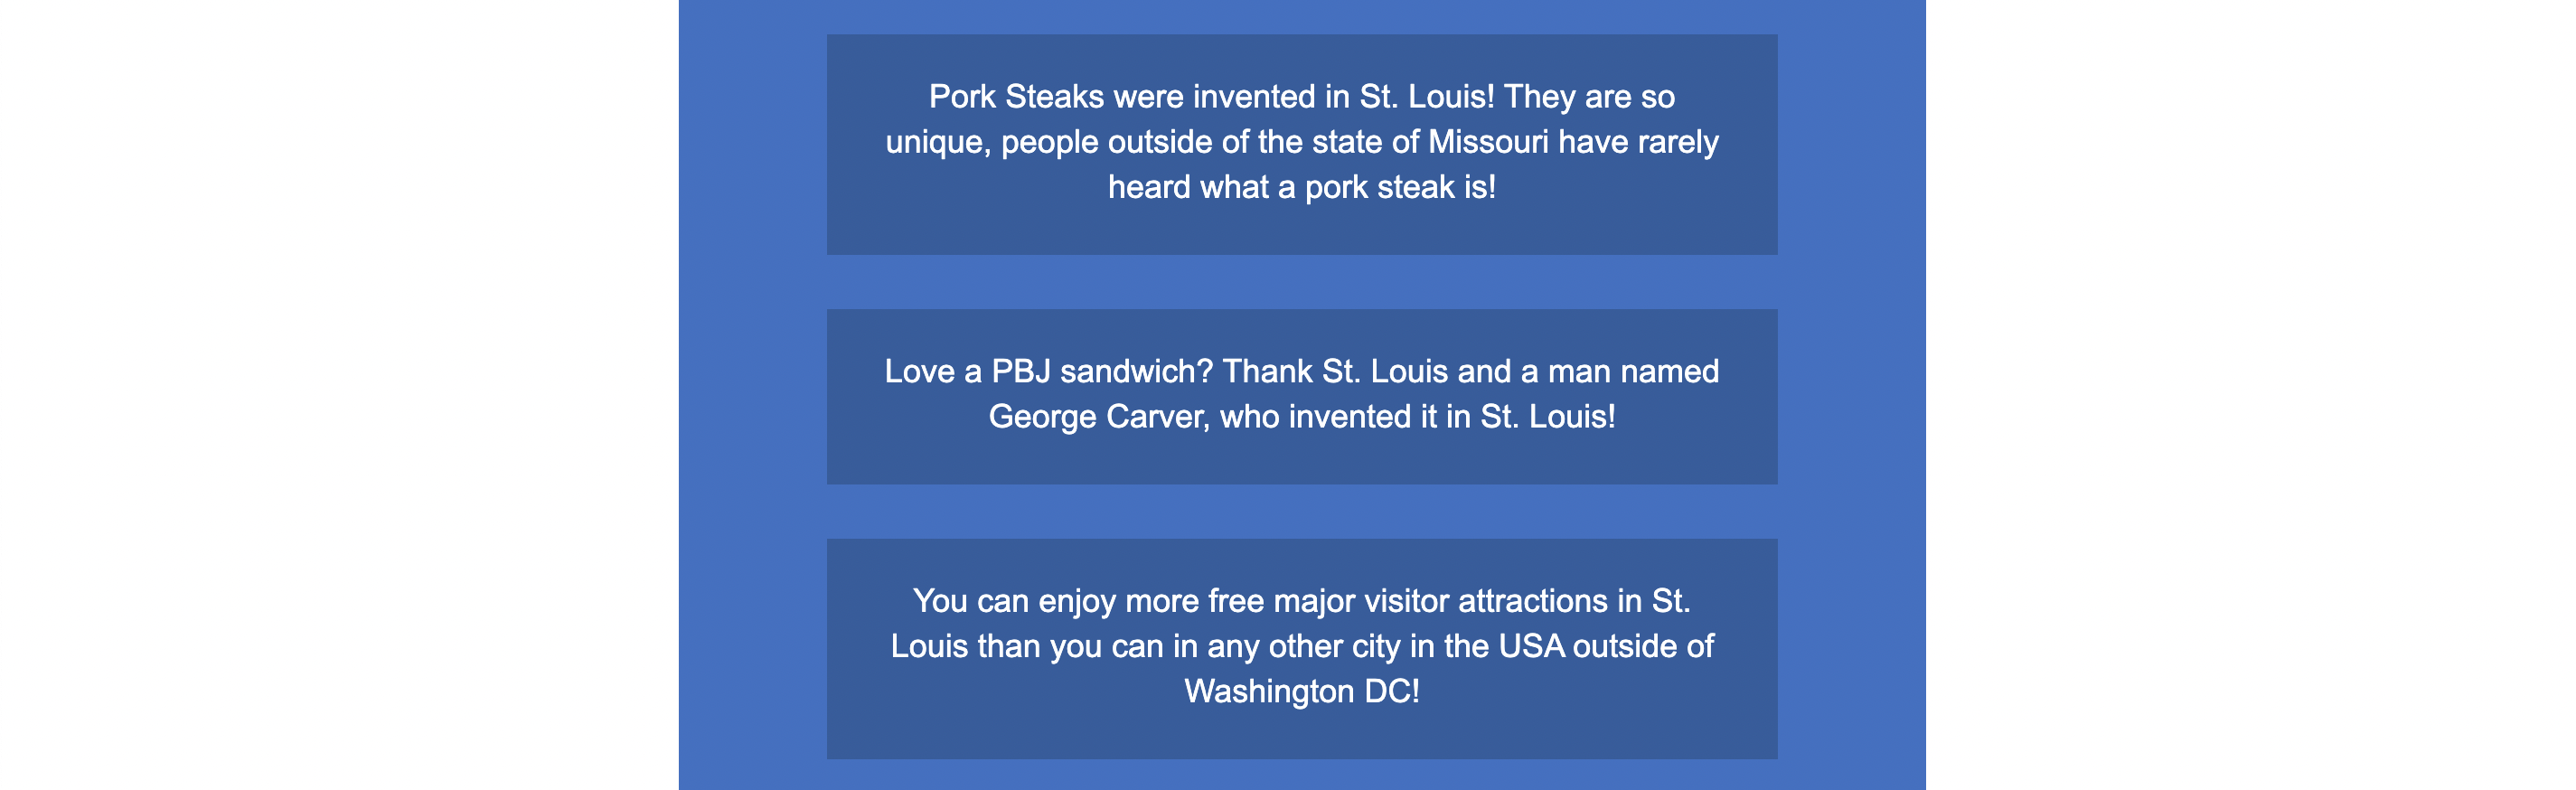 Pork Steaks were invented in St. Louis! They are so
unique, people outside of the state of Missouri have rarely
heard what a pork steak is!
Love a PBJ sandwich? Thank St. Louis and a man named
George Carver, who invented it in St. Louis!
You can enjoy more free major visitor attractions in St.
Louis than you can in any other city in the USA outside of
Washington DC!